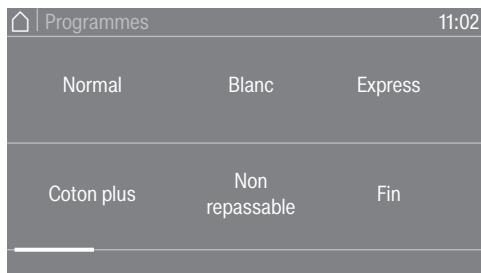 Programmes 11:02
Normal Blanc Express
Coton plus Non repassable Fin